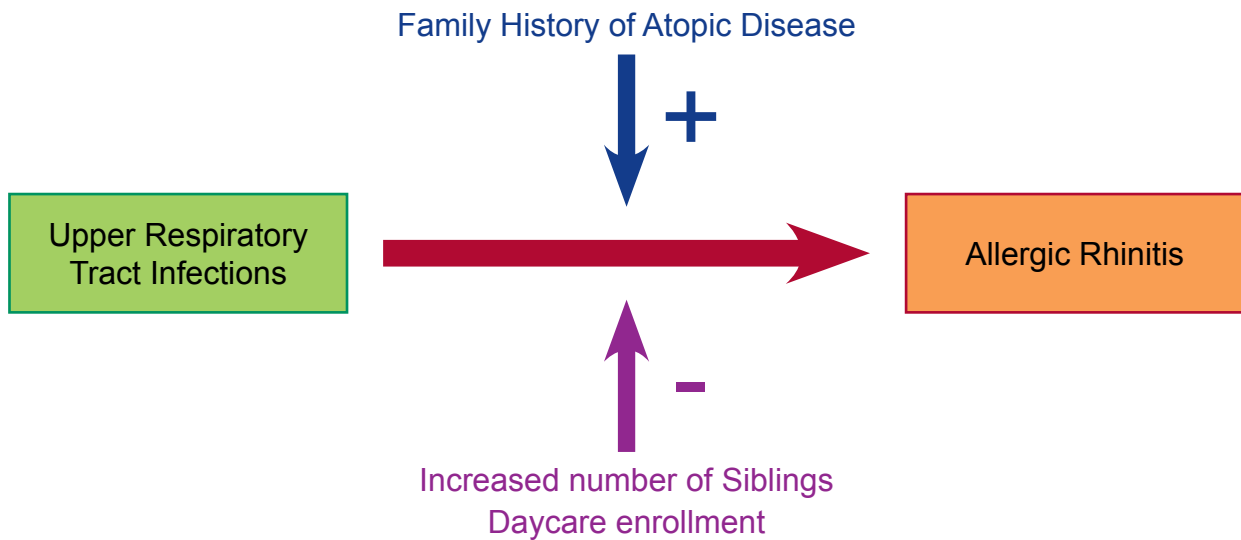 Family History of Atopic Disease
+
Upper Respiratory
Tract Infections
Allergic Rhinitis
-
Increased number of Siblings
Daycare enrollment